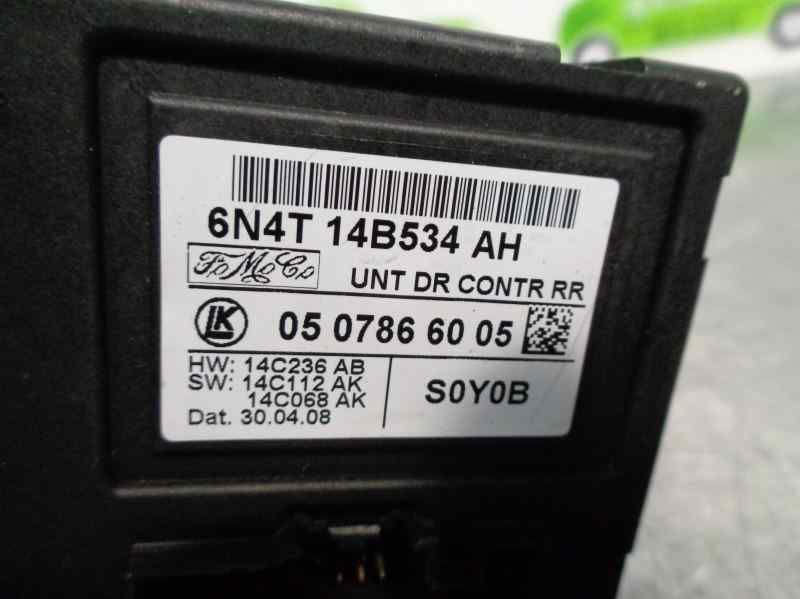 6N4T 14B534 AH
FoMoCo
UNT DR CONTR RR
LK
05 0786 60 05
HW: 14C236 AB
SW: 14C112 AK
14C068 AK
Dat. 30.04.08
S0Y0B